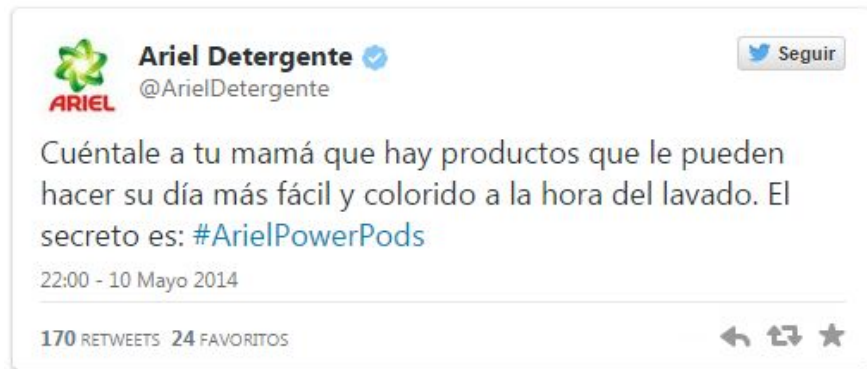 Ariel Detergente
@ArielDetergente
ARIEL
Seguir
Cuéntale a tu mamá que hay productos que le pueden
hacer su día más fácil y colorido a la hora del lavado. El
secreto es: #ArielPowerPods
22:00 - 10 Mayo 2014
170 RETWEETS 24 FAVORITOS